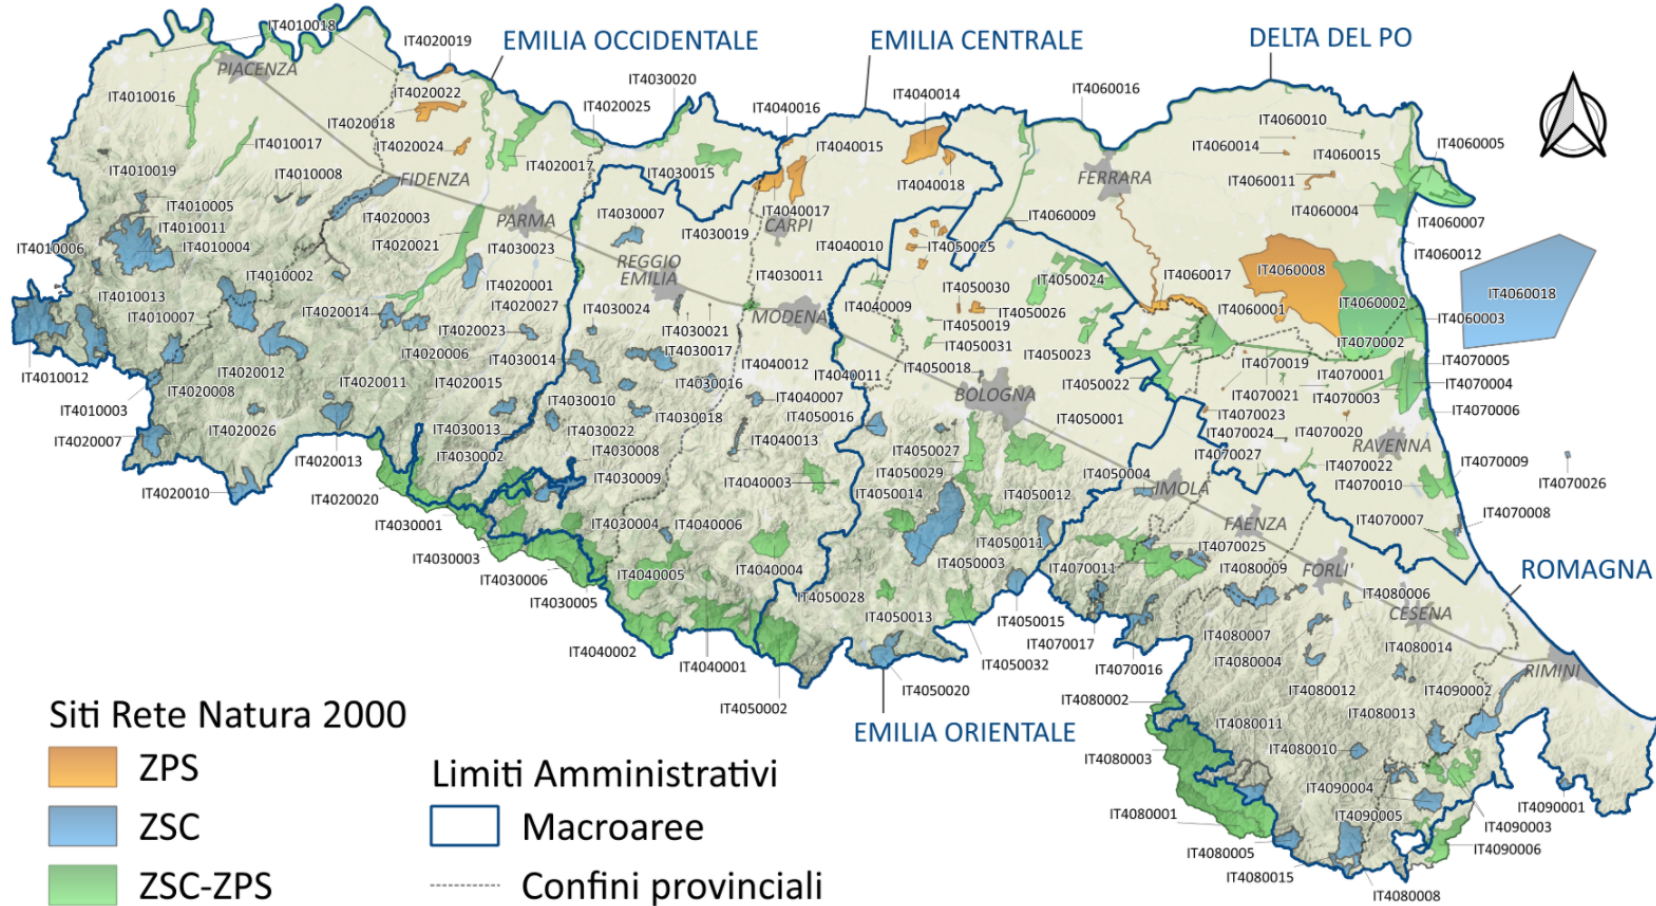 IT4010018
IT4020019
EMILIA OCCIDENTALE
EMILIA CENTRALE
DELTA DEL PO
PIACENZA
IT4010016
IT4020022
IT4030020
IT4020025
IT4040016
IT4040014
IT4060016
IT4060010
IT4020018
IT4010017
IT4020024
IT4020017
IT4030015
IT4040015
IT4040018
IT4060014
IT4060015
IT4060005
IT4010019
IT4010008
FIDENZA
FERRARA
IT4060011
IT4010005
IT4020003
PARMA
IT4030007
IT4030019
IT4040017
CARPI
IT4060009
IT4060004
IT4060007
IT4010011
IT4010006
IT4010004
IT4020021
IT4030023
REGGIO
EMILIA
IT4040010
IT4050025
IT4060012
IT4010002
IT4020001
IT4030011
IT4060017
IT4060008
IT4050024
IT4010013
IT4020027
IT4040009
IT4050030
IT4060018
IT4010007
IT4020014
IT4030024
MODENA
IT4050026
IT4060001
IT4060002
IT4060003
IT4020023
IT4030021
IT4050019
IT4050031
IT4050023
IT4070002
IT4020006
IT4030014
IT4030017
IT4040012
IT4040011
IT4050018
IT4070019
IT4070005
IT4010012
IT4020012
IT4020008
IT4020011
IT4020015
IT4030016
IT4040007
IT4050022
IT4070001
IT4070004
IT4010003
IT4030010
IT4030018
IT4050016
BOLOGNA
IT4050001
IT4070021
IT4070003
IT4070006
IT4020007
IT4020026
IT4030013
IT4030022
IT4040013
IT4070023
IT4070024
IT4070020
RAVENNA
IT4020013
IT4030002
IT4030008
IT4050027
IT4070027
IT4020010
IT4030009
IT4040003
IT4050029
IT4050004
IMOLA
IT4070022
IT4070009
IT4070010
IT4070026
IT4020020
IT4050014
IT4050012
IT4030001
IT4030004
IT4040006
FAENZA
IT4070007
IT4070008
IT4050011
IT4070025
IT4030003
IT4040005
IT4040004
IT4050003
IT4070011
IT4080009
FORLI'
ROMAGNA
IT4030006
IT4030005
IT4050028
IT4050013
IT4050015
IT4080006
CESENA
IT4070017
IT4080007
IT4040002
IT4040001
IT4050032
IT4070016
IT4080004
IT4080014
RIMINI
IT4050020
IT4080002
IT4080012
IT4090002
IT4050002
EMILIA ORIENTALE
IT4080011
IT4080013
IT4080003
IT4080010
IT4090004
IT4090001
IT4080001
IT4090005
IT4090003
IT4080005
IT4090006
IT4080015
IT4080008
Siti Rete Natura 2000
ZPS
ZSC
ZSC-ZPS
Limiti Amministrativi
Macroaree
Confini provinciali